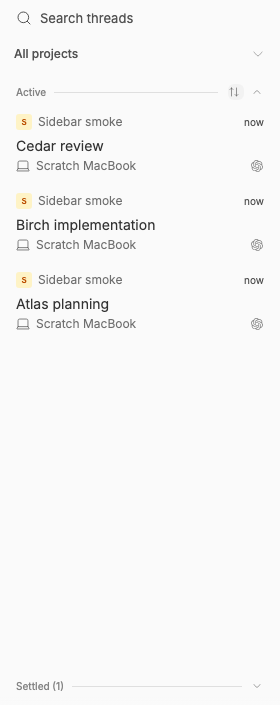 Search threads
All projects
Active
S Sidebar smoke now
Cedar review
Scratch MacBook
S Sidebar smoke now
Birch implementation
Scratch MacBook
S Sidebar smoke now
Atlas planning
Scratch MacBook
Settled (1)